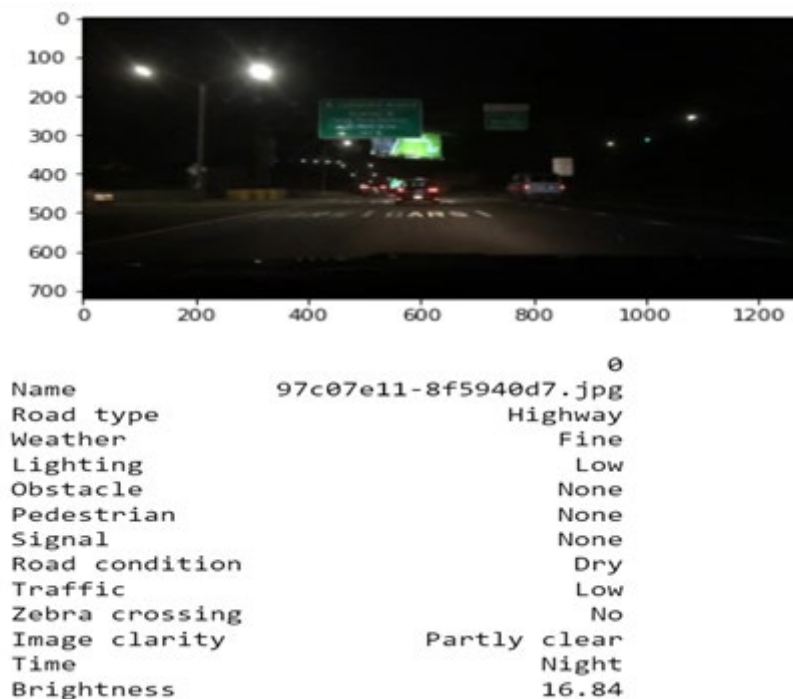 0
100
200
300
400
500
600
700
0 200 400 600 800 1000 1200
CARS
0
Name 97c07e11-8f5940d7.jpg
Road type Highway
Weather Fine
Lighting Low
Obstacle None
Pedestrian None
Signal None
Road condition Dry
Traffic Low
Zebra crossing No
Image clarity Partly clear
Time Night
Brightness 16.84